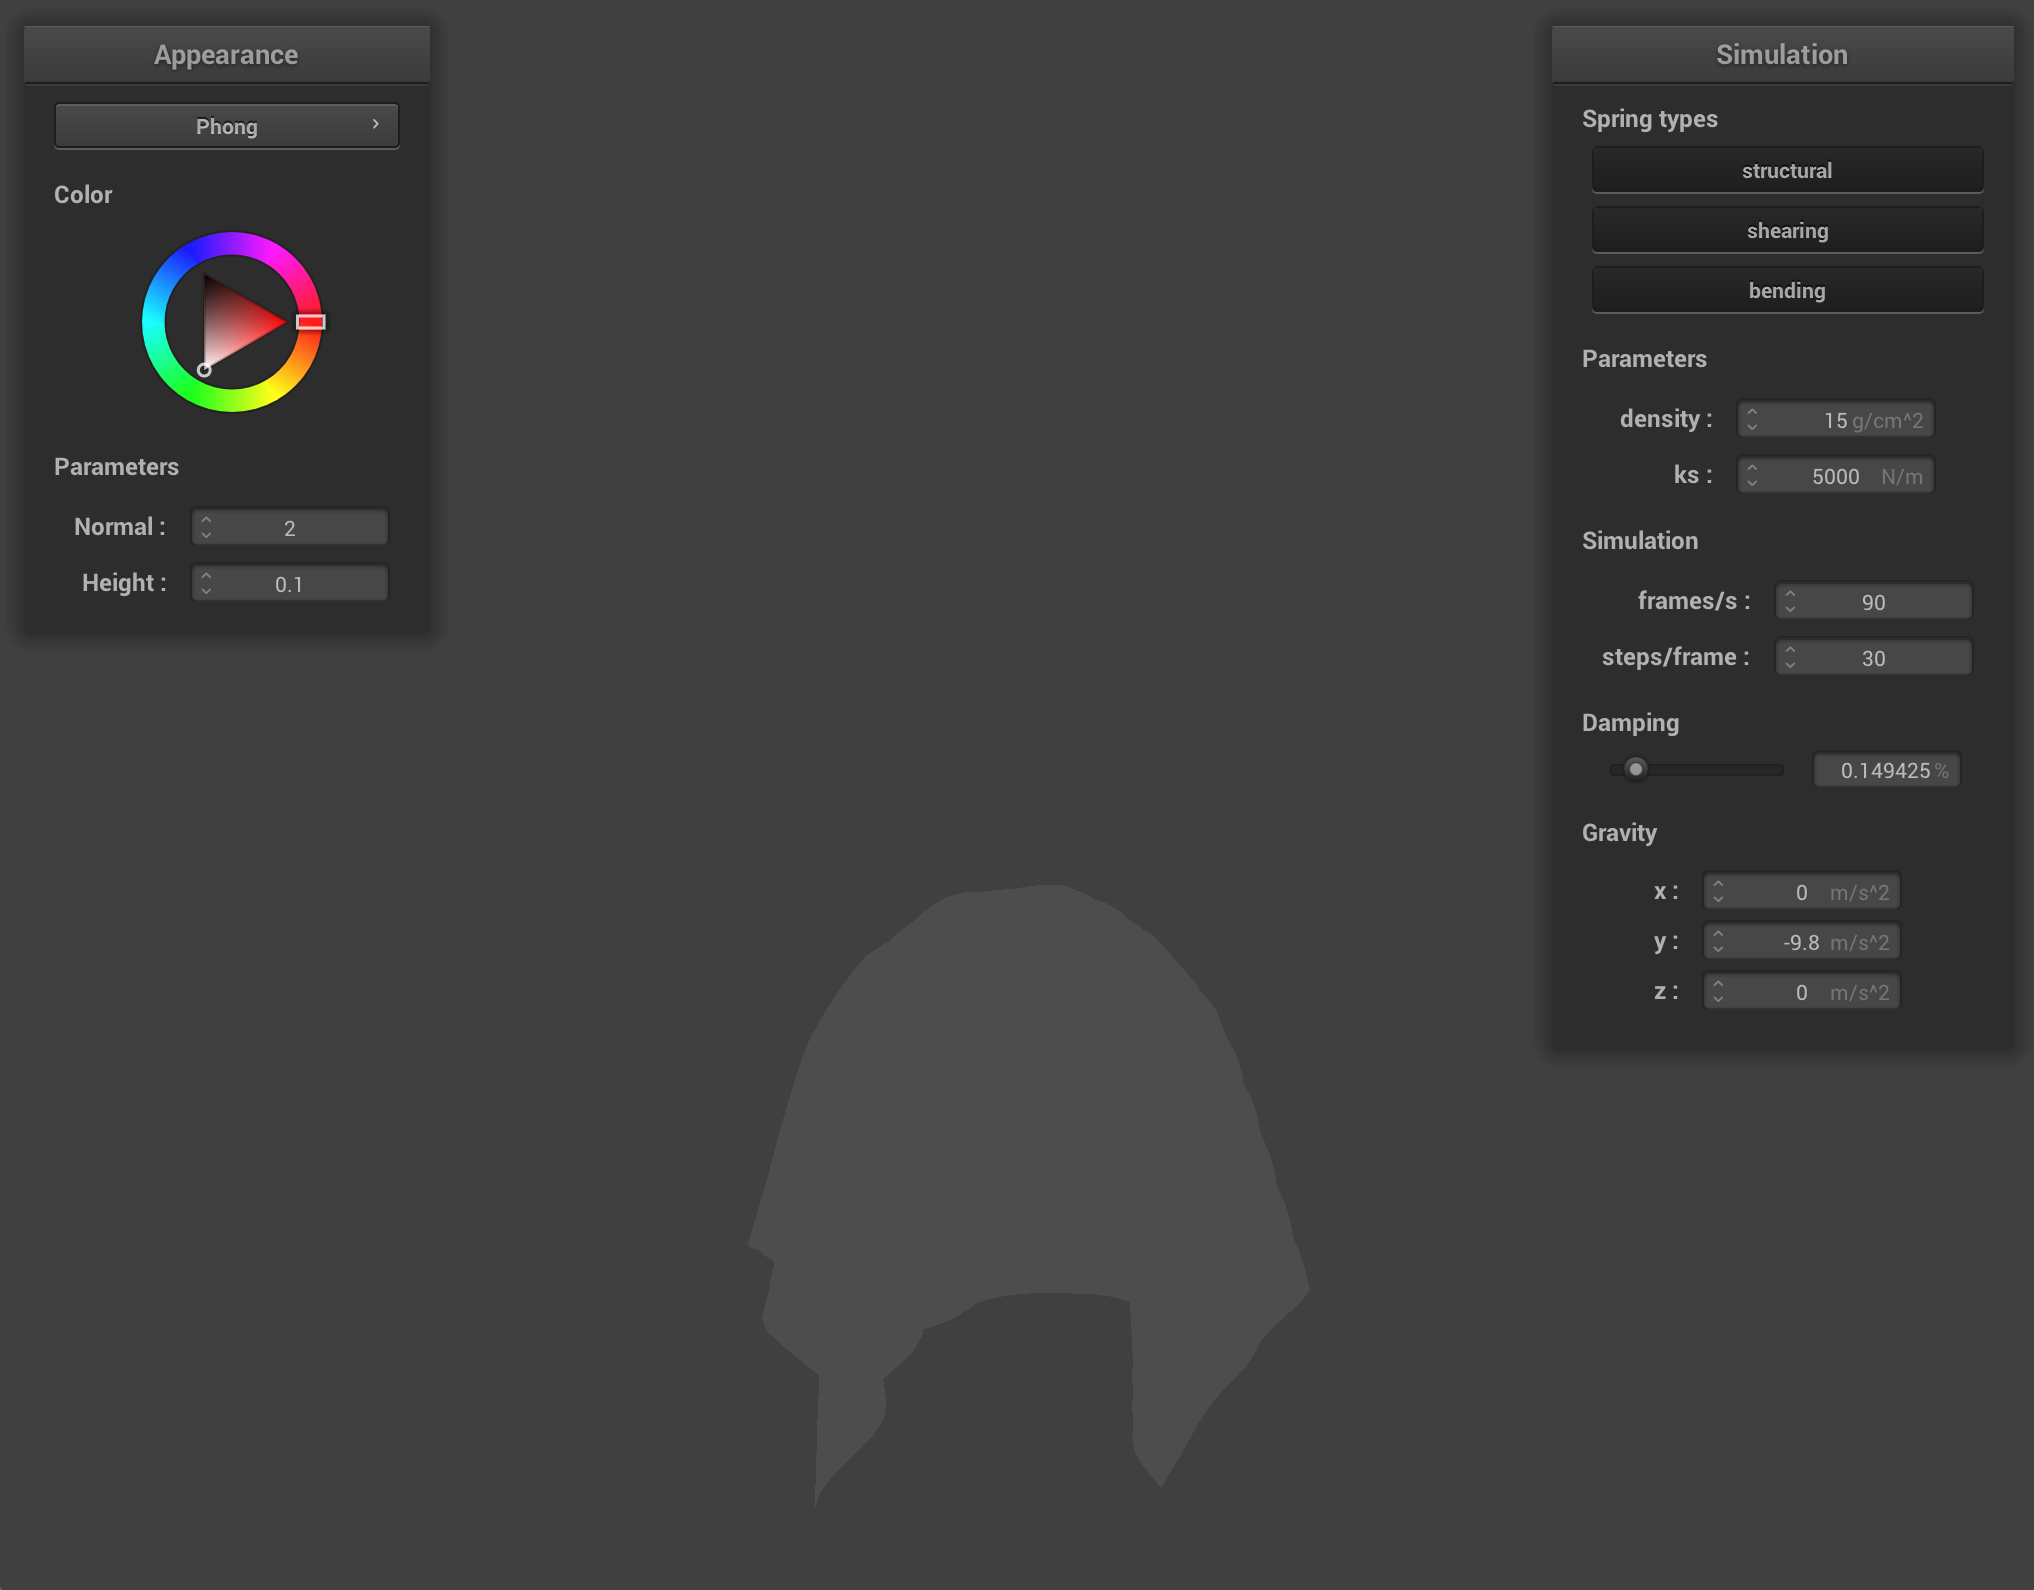 Appearance
Phong
Color
Parameters
Normal : 2
Height : 0.1
Simulation
Spring types
structural
shearing
bending
Parameters
density : 15 g/cm^2
ks : 5000 N/m
Simulation
frames/s : 90
steps/frame : 30
Damping
0.149425 %
Gravity
x : 0 m/s^2
y : -9.8 m/s^2
z : 0 m/s^2